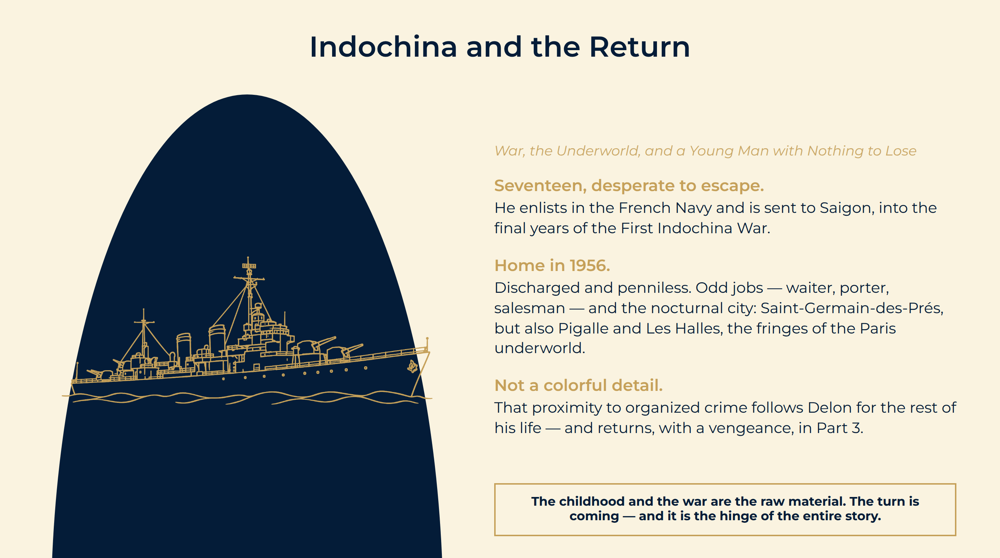 Indochina and the Return
War, the Underworld, and a Young Man with Nothing to Lose
Seventeen, desperate to escape.
He enlists in the French Navy and is sent to Saigon, into the
final years of the First Indochina War.
Home in 1956.
Discharged and penniless. Odd jobs — waiter, porter,
salesman — and the nocturnal city: Saint-Germain-des-Prés,
but also Pigalle and Les Halles, the fringes of the Paris
underworld.
Not a colorful detail.
That proximity to organized crime follows Delon for the rest of
his life — and returns, with a vengeance, in Part 3.
The childhood and the war are the raw material. The turn is
coming — and it is the hinge of the entire story.